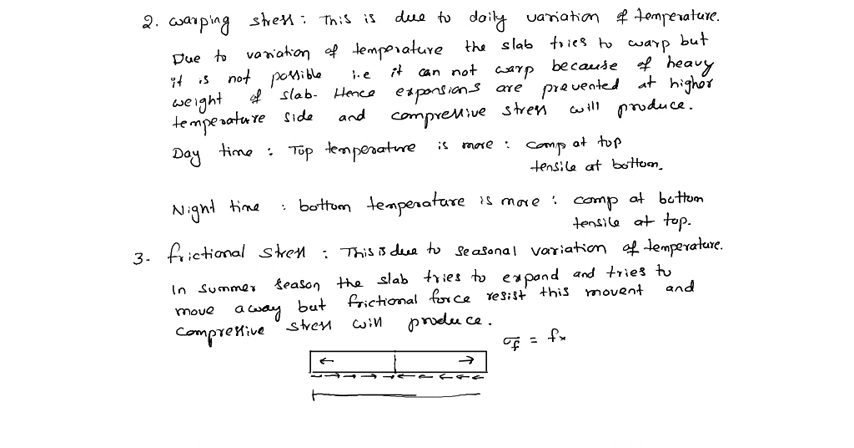 2. warping stress : This is due to daily variation of temperature.
Due to variation of temperature the slab tries to warp but
it is not possible i.e it can not warp because of heavy
weight of slab. Hence expansions are prevented at higher
temperature side and compressive stress will produce.
Day time : Top temperature is more : comp at top
tensile at bottom.
Night time : bottom temperature is more : comp at bottom
tensile at top.
3. frictional stress : This is due to seasonal variation of temperature.
In summer season the slab tries to expand and tries to
move away but frictional force resist this movent and
compressive stress will produce.
σf = fx